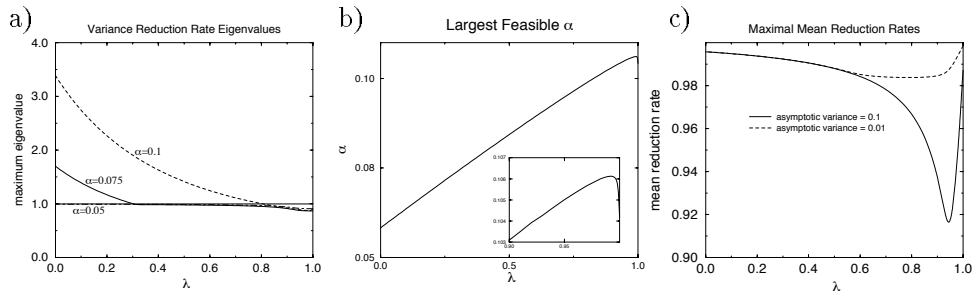 a)
Variance Reduction Rate Eigenvalues
maximum eigenvalue
4.0
3.0
2.0
1.0
0.0
α=0.1
α=0.075
α=0.05
0.0 0.2 0.4 0.6 0.8 1.0
λ
b)
Largest Feasible α
α
0.10
0.08
0.05
0.107
0.106
0.105
0.104
0.103
0.90 0.95
0.0 0.5 1.0
λ
c)
Maximal Mean Reduction Rates
mean reduction rate
0.98
0.96
0.94
0.92
0.90
asymptotic variance = 0.1
asymptotic variance = 0.01
0.0 0.2 0.4 0.6 0.8 1.0
λ